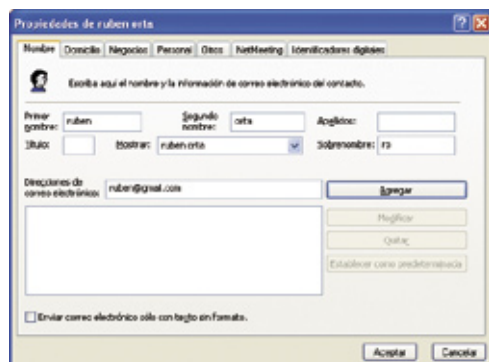 Propiedades de ruben orta
Nombre Domicilio Negocios Personal Otros NetMeeting Identificadores digitales
Escriba aquí el nombre y la información de correo electrónico del contacto.
Primer nombre: ruben Segundo nombre: orta Apellidos:
Título: Mostrar: ruben orta Sobrenombre: ro
Direcciones de correo electrónico: ruben@gmail.com Agregar
Modificar
Quitar
Establecer como predeterminada
Enviar correo electrónico sólo con texto sin formato.
Aceptar Cancelar